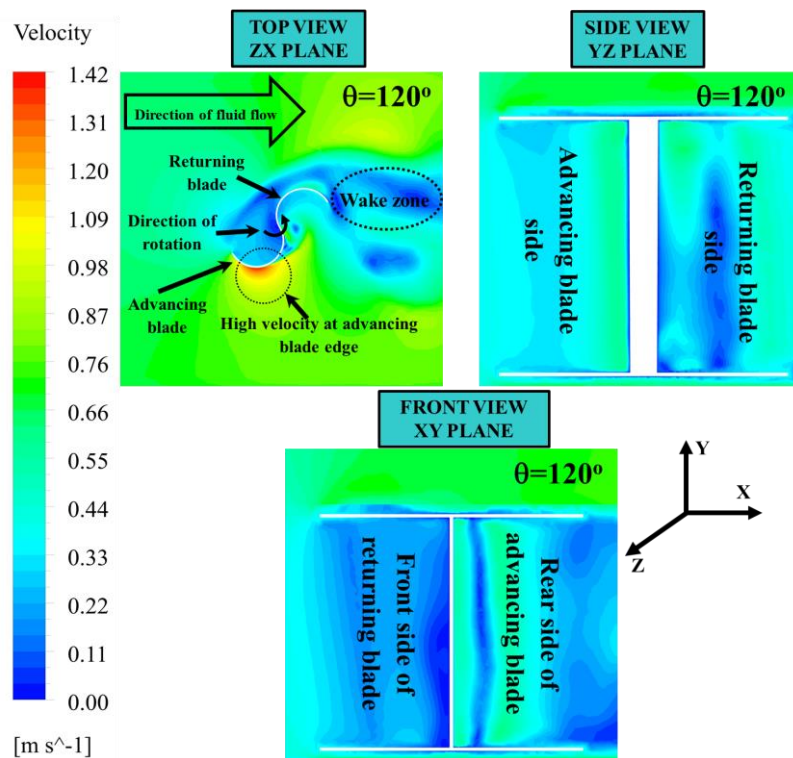 Velocity
1.42
1.31
1.20
1.09
0.98
0.87
0.76
0.66
0.55
0.44
0.33
0.22
0.11
0.00
[m s^-1]
TOP VIEW
ZX PLANE
θ=120°
Direction of fluid flow
Returning
blade
Wake zone
Direction of
rotation
Advancing
blade
High velocity at advancing
blade edge
SIDE VIEW
YZ PLANE
θ=120°
Advancing blade
side
Returning blade
side
FRONT VIEW
XY PLANE
θ=120°
Front side of
returning blade
Rear side of
advancing blade
Y
X
Z